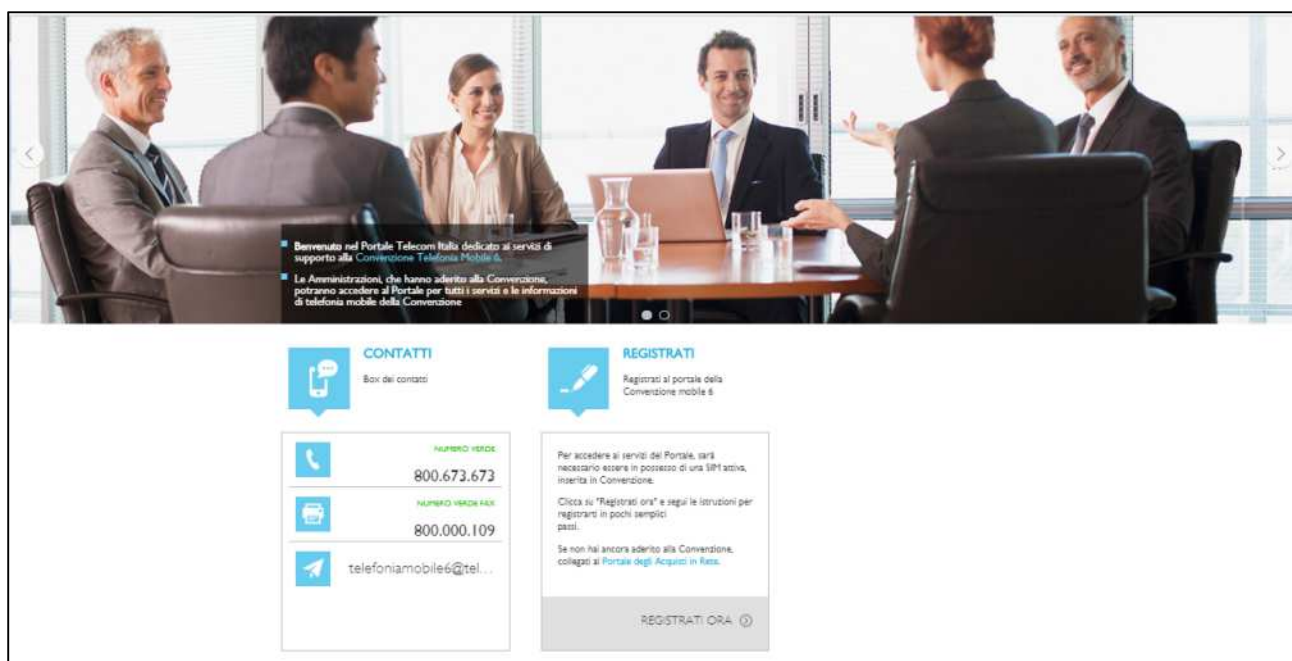 Benvenuto nel Portale Telecom Italia dedicato ai servizi di
supporto alla Convenzione Telefonia Mobile 6.
Le Amministrazioni, che hanno aderito alla Convenzione,
potranno accedere al Portale per tutti i servizi e le informazioni
di telefonia mobile della Convenzione
CONTATTI
Box dei contatti
NUMERO VERDE
800.673.673
NUMERO VERDE FAX
800.000.109
telefoniamobile6@tel...
REGISTRATI
Registrati al portale della
Convenzione mobile 6
Per accedere ai servizi del Portale, sarà
necessario essere in possesso di una SIM attiva,
inserita in Convenzione.
Clicca su "Registrati ora" e segui le istruzioni per
registrarti in pochi semplici
passi.
Se non hai ancora aderito alla Convenzione,
collegati al Portale degli Acquisti in Rete.
REGISTRATI ORA